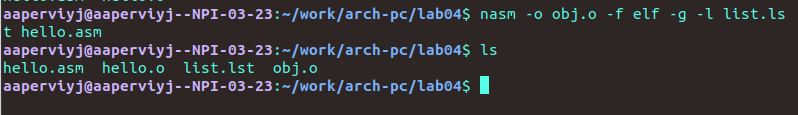 aaperviyj@aaperviyj--NPI-03-23:~/work/arch-pc/lab04$ nasm -o obj.o -f elf -g -l list.ls
t hello.asm
aaperviyj@aaperviyj--NPI-03-23:~/work/arch-pc/lab04$ ls
hello.asm  hello.o  list.lst  obj.o
aaperviyj@aaperviyj--NPI-03-23:~/work/arch-pc/lab04$